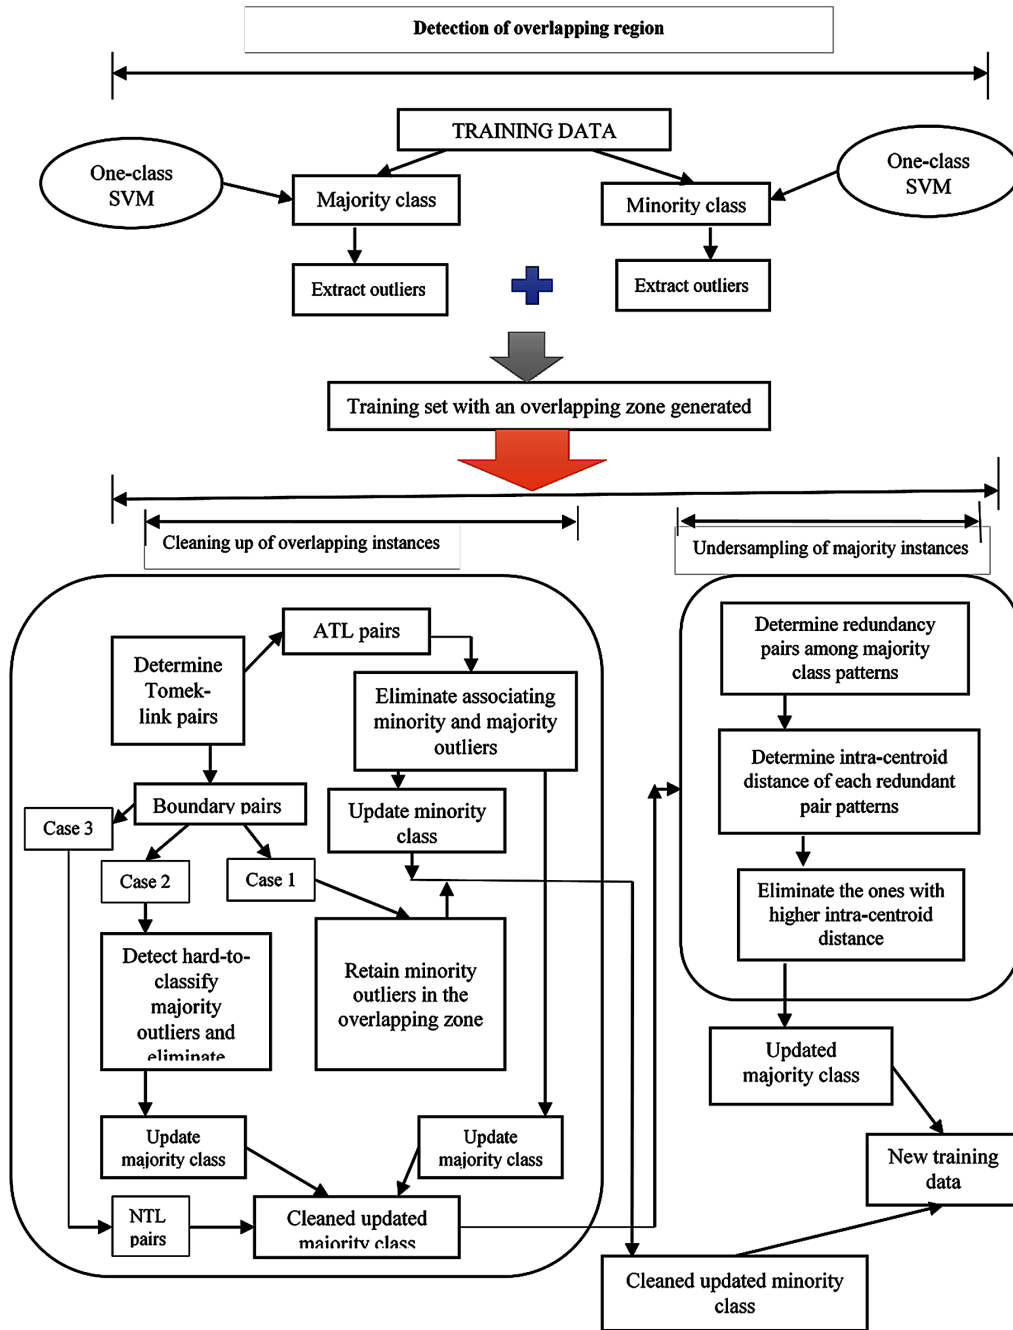 Detection of overlapping region
TRAINING DATA
One-class
SVM
Majority class
Minority class
One-class
SVM
Extract outliers
Extract outliers
Training set with an overlapping zone generated
Cleaning up of overlapping instances
Undersampling of majority instances
ATL pairs
Determine
Tomek-
link pairs
Eliminate associating
minority and majority
outliers
Boundary pairs
Update minority
class
Case 3
Case 2
Case 1
Detect hard-to-
classify
majority
outliers and
eliminate
Retain minority
outliers in the
overlapping zone
Update
majority class
Update
majority class
NTL
pairs
Cleaned updated
majority class
Determine redundancy
pairs among majority
class patterns
Determine intra-centroid
distance of each redundant
pair patterns
Eliminate the ones with
higher intra-centroid
distance
Updated
majority class
New training
data
Cleaned updated minority
class